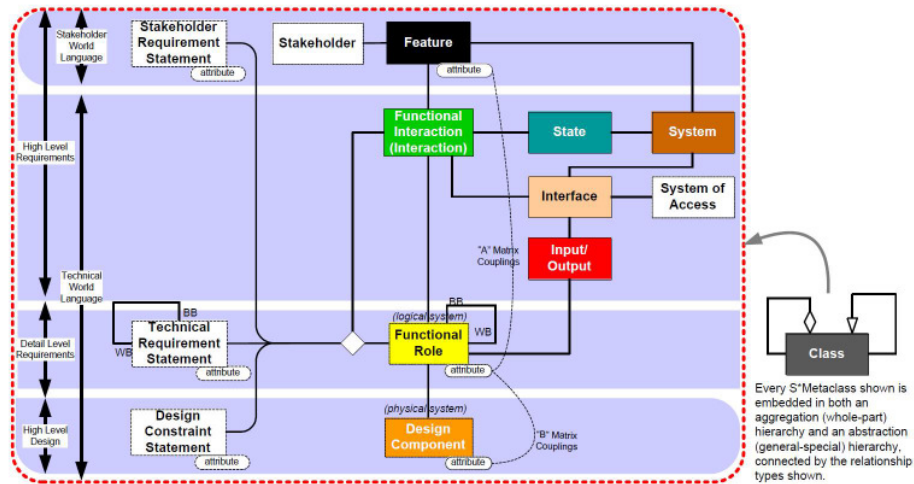 Stakeholder
World
Language
Stakeholder
Requirement
Statement
attribute
Stakeholder
Feature
attribute
High Level
Requirements
Functional
Interaction
(Interaction)
State
System
Interface
System of
Access
"A" Matrix
Couplings
Input/
Output
Technical
World
Language
BB
WB
Technical
Requirement
Statement
attribute
(logical system)
BB
WB
Functional
Role
attribute
Detail Level
Requirements
High Level
Design
Design
Constraint
Statement
attribute
(physical system)
Design
Component
attribute
"B" Matrix
Couplings
Class
Every S*Metaclass shown is
embedded in both an
aggregation (whole-part)
hierarchy and an abstraction
(general-special) hierarchy,
connected by the relationship
types shown.